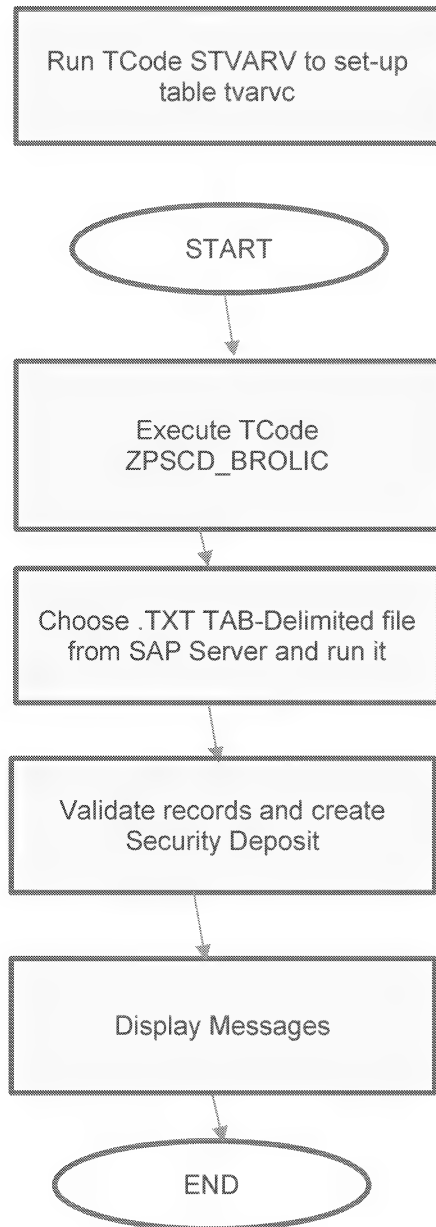 Run TCode STVARV to set-up
table tvarvc
START
Execute TCode
ZPSCD_BROLIC
Choose .TXT TAB-Delimited file
from SAP Server and run it
Validate records and create
Security Deposit
Display Messages
END